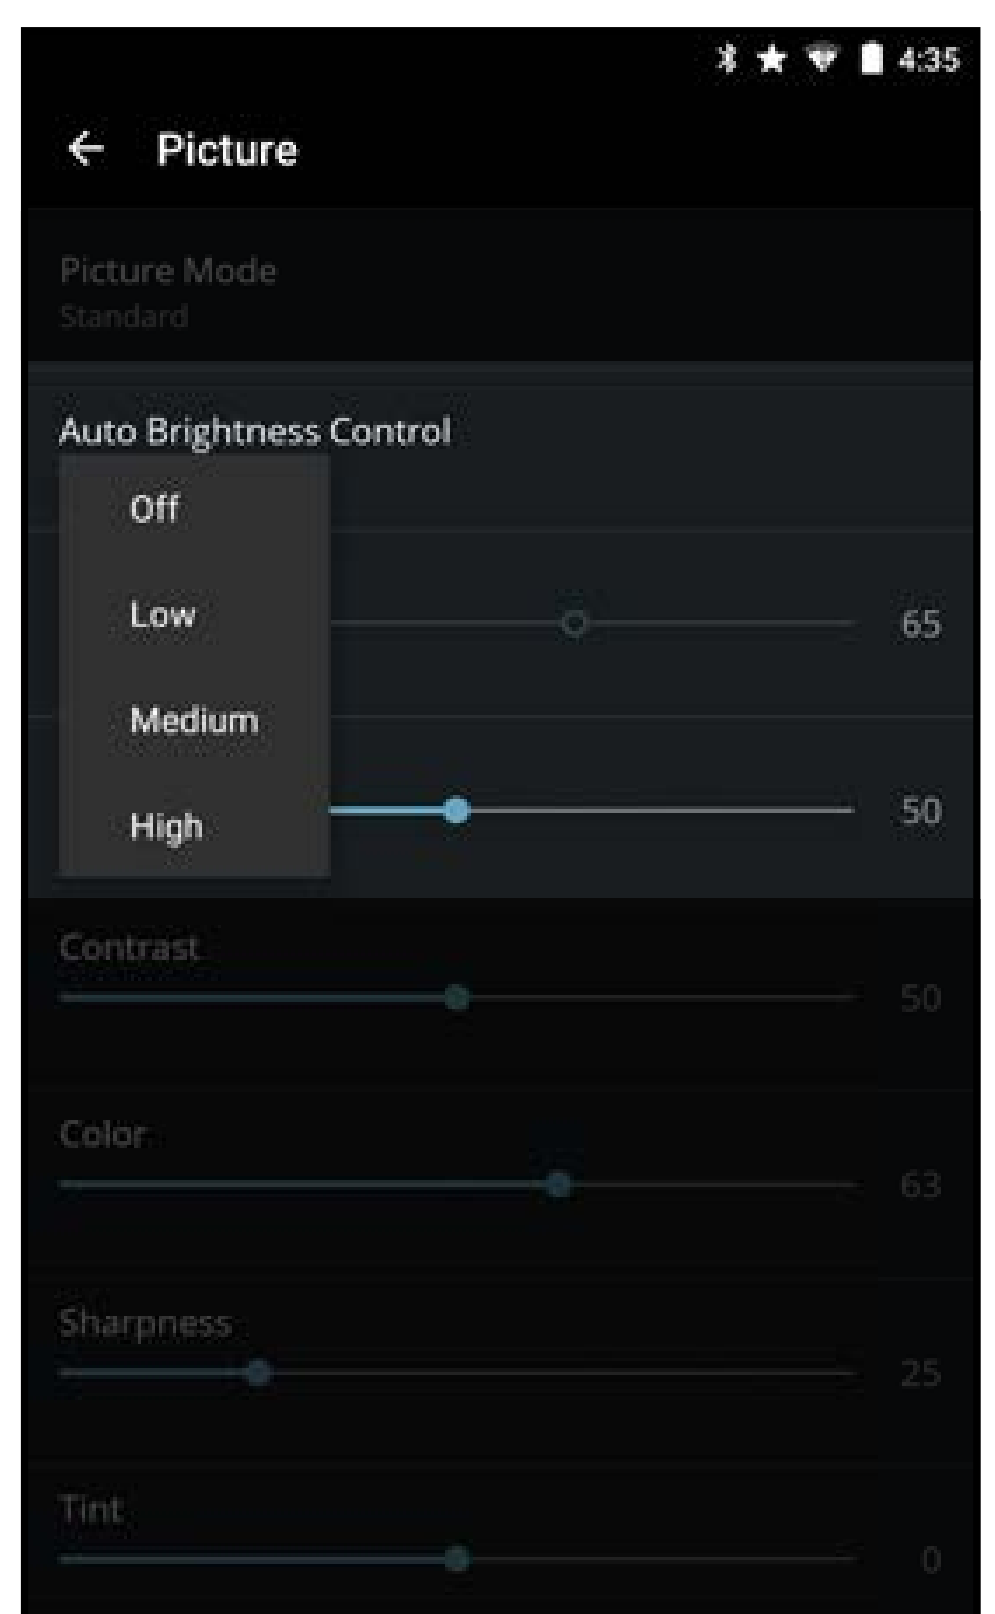 4:35
Picture
Picture Mode
Standard
Auto Brightness Control
Off
Low
65
Medium
High
50
Contrast
50
Color
63
Sharpness
25
Tint
0